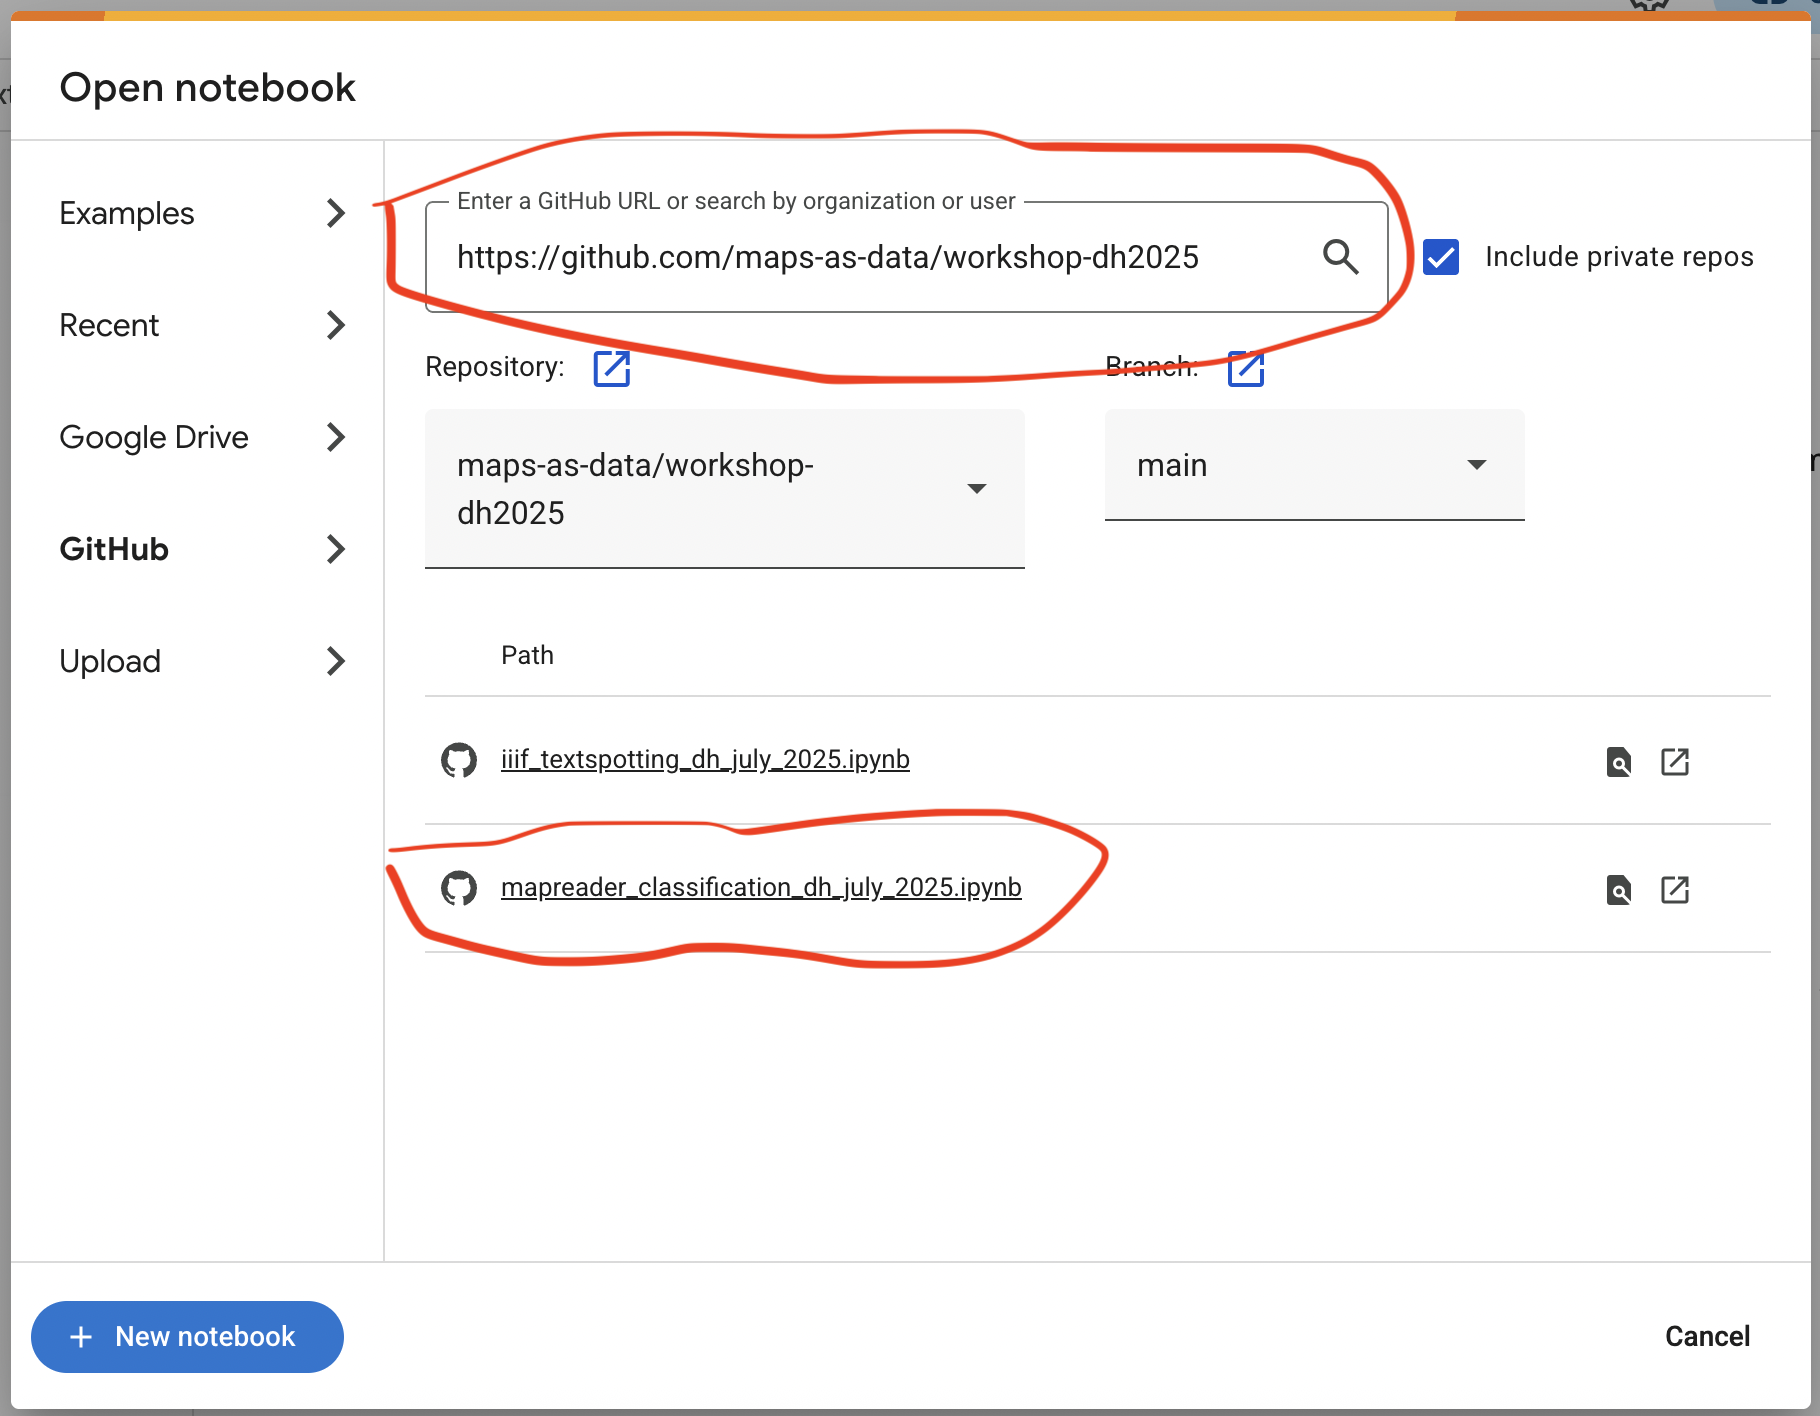 Open notebook
Examples
Recent
Google Drive
GitHub
Upload
Enter a GitHub URL or search by organization or user
https://github.com/maps-as-data/workshop-dh2025
Include private repos
Repository:
Branch:
maps-as-data/workshop-
dh2025
main
Path
iiif_textspotting_dh_july_2025.ipynb
mapreader_classification_dh_july_2025.ipynb
New notebook
Cancel